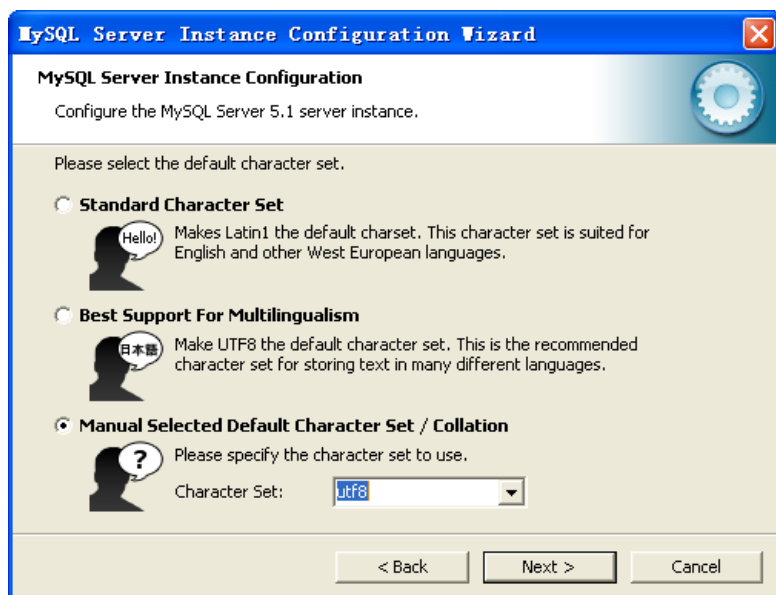 MySQL Server Instance Configuration Wizard
MySQL Server Instance Configuration
Configure the MySQL Server 5.1 server instance.
Please select the default character set.
Standard Character Set
Hello!
Makes Latin1 the default charset. This character set is suited for
English and other West European languages.
Best Support For Multilingualism
日本語
Make UTF8 the default character set. This is the recommended
character set for storing text in many different languages.
Manual Selected Default Character Set / Collation
?
Please specify the character set to use.
Character Set: utf8
< Back Next > Cancel